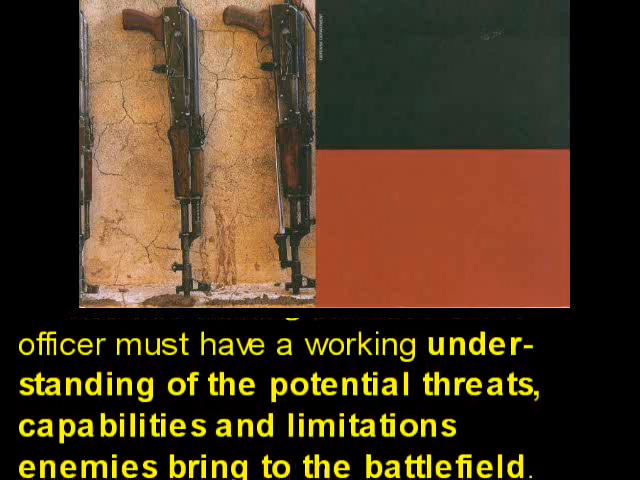 officer must have a working under-
standing of the potential threats,
capabilities and limitations
enemies bring to the battlefield.